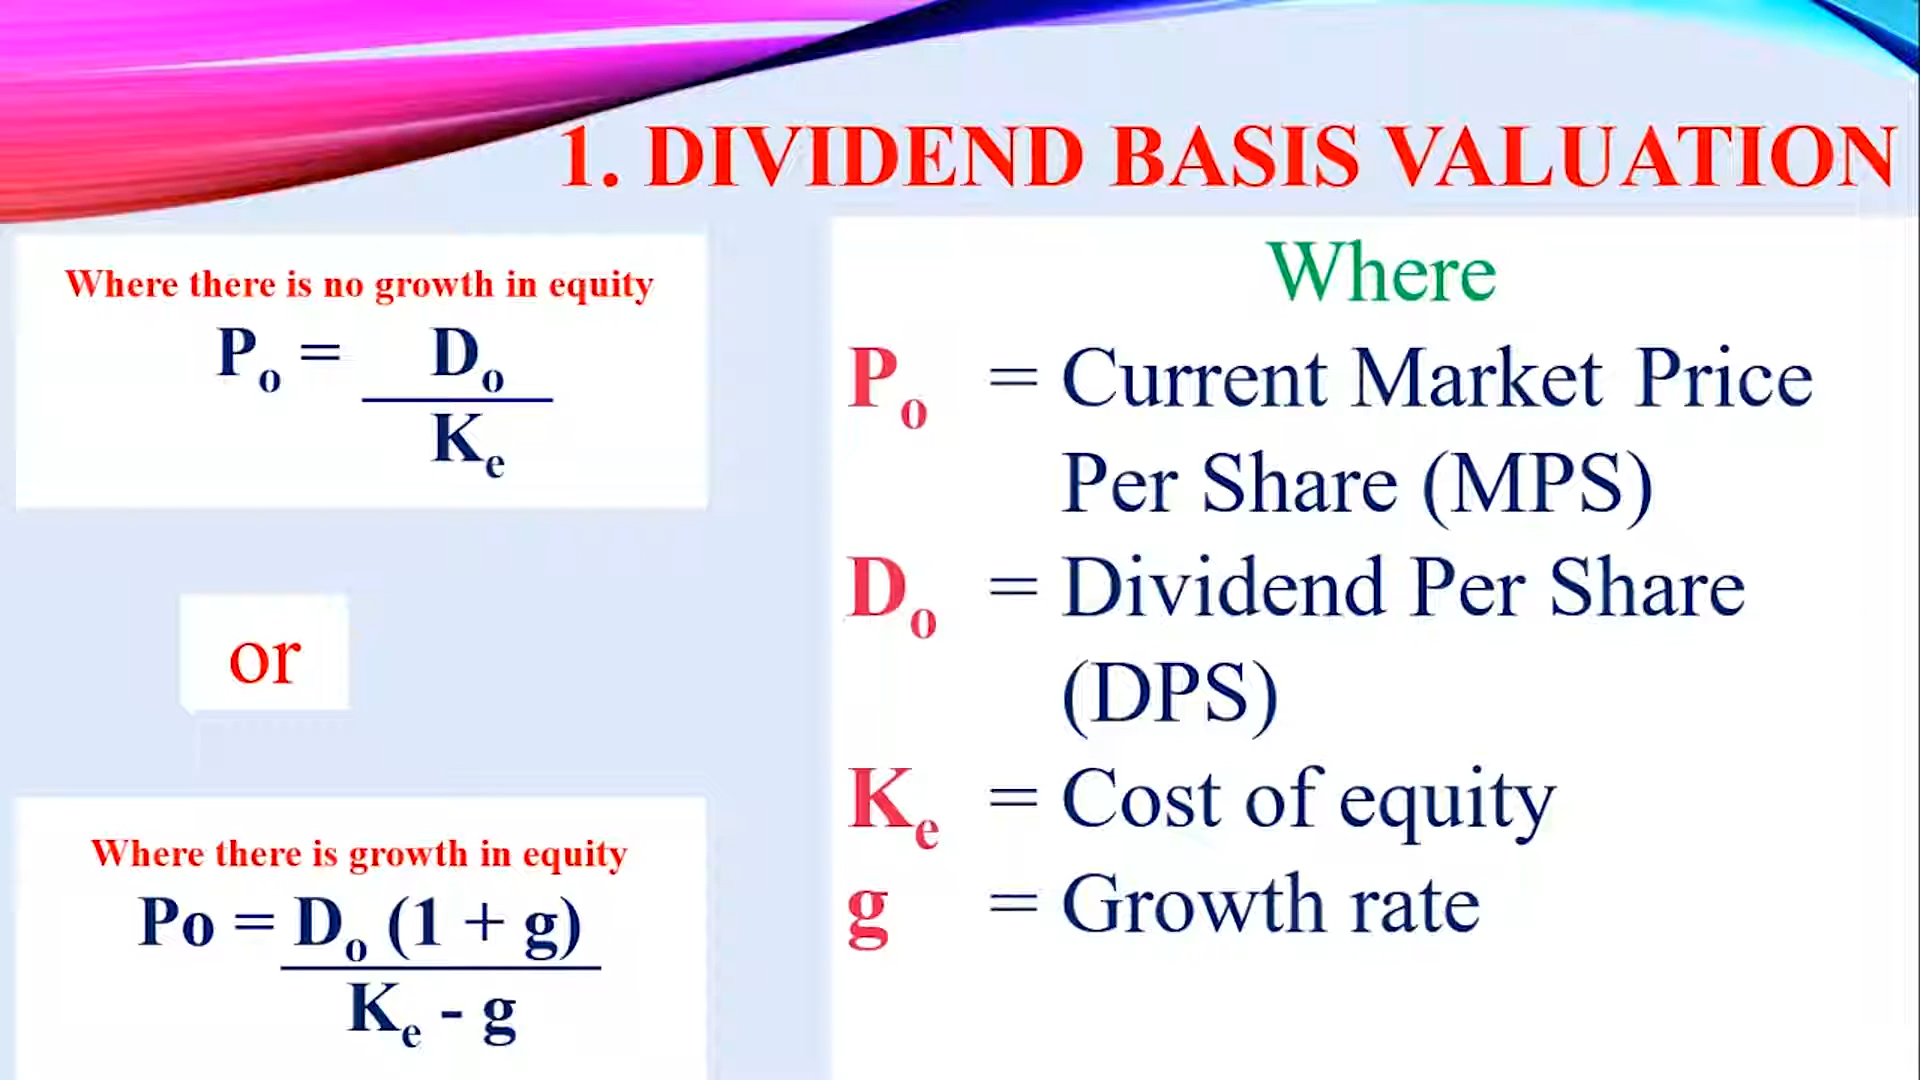 1. DIVIDEND BASIS VALUATION
Where there is no growth in equity
Po = Do
Ke
or
Where there is growth in equity
Po = Do (1 + g)
Ke - g
Where
Po = Current Market Price
Per Share (MPS)
Do = Dividend Per Share
(DPS)
Ke = Cost of equity
g = Growth rate